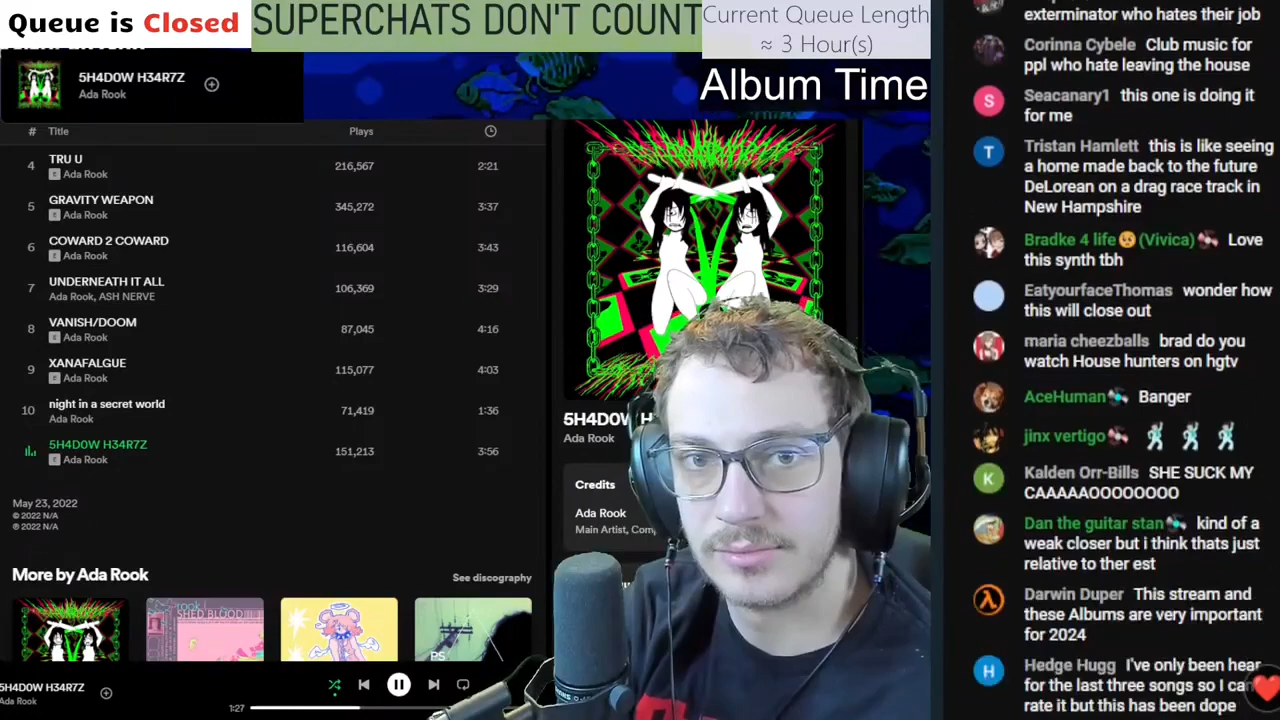 Queue is Closed
SUPERCHATS DON'T COUNT
Current Queue Length
≈ 3 Hour(s)
Album Time
5H4D0W H34R7Z
Ada Rook
# Title Plays
4 TRU U 216,567 2:21
E Ada Rook
5 GRAVITY WEAPON 345,272 3:37
E Ada Rook
6 COWARD 2 COWARD 116,604 3:43
E Ada Rook
7 UNDERNEATH IT ALL 106,369 3:29
Ada Rook, ASH NERVE
8 VANISH/DOOM 87,045 4:16
E Ada Rook
9 XANAFALGUE 115,077 4:03
E Ada Rook
10 night in a secret world 71,419 1:36
Ada Rook
5H4D0W H34R7Z 151,213 3:56
E Ada Rook
May 23, 2022
© 2022 N/A
℗ 2022 N/A
More by Ada Rook
See discography
rook
SHED BLOOD
PS
5H4D0W H34R7Z
Ada Rook
1:27
5H4D0W H
Ada Rook
Credits
Ada Rook
Main Artist, Com
exterminator who hates their job
Corinna Cybele Club music for
ppl who hate leaving the house
S Seacanary1 this one is doing it
for me
T Tristan Hamlett this is like seeing
a home made back to the future
DeLorean on a drag race track in
New Hampshire
Bradke 4 life (Vivica) Love
this synth tbh
EatyourfaceThomas wonder how
this will close out
maria cheezballs brad do you
watch House hunters on hgtv
AceHuman Banger
jinx vertigo
K Kalden Orr-Bills SHE SUCK MY
CAAAAAOOOOOOOO
Dan the guitar stan kind of a
weak closer but i think thats just
relative to ther est
Darwin Duper This stream and
these Albums are very important
for 2024
H Hedge Hugg I've only been hear
for the last three songs so I can
rate it but this has been dope